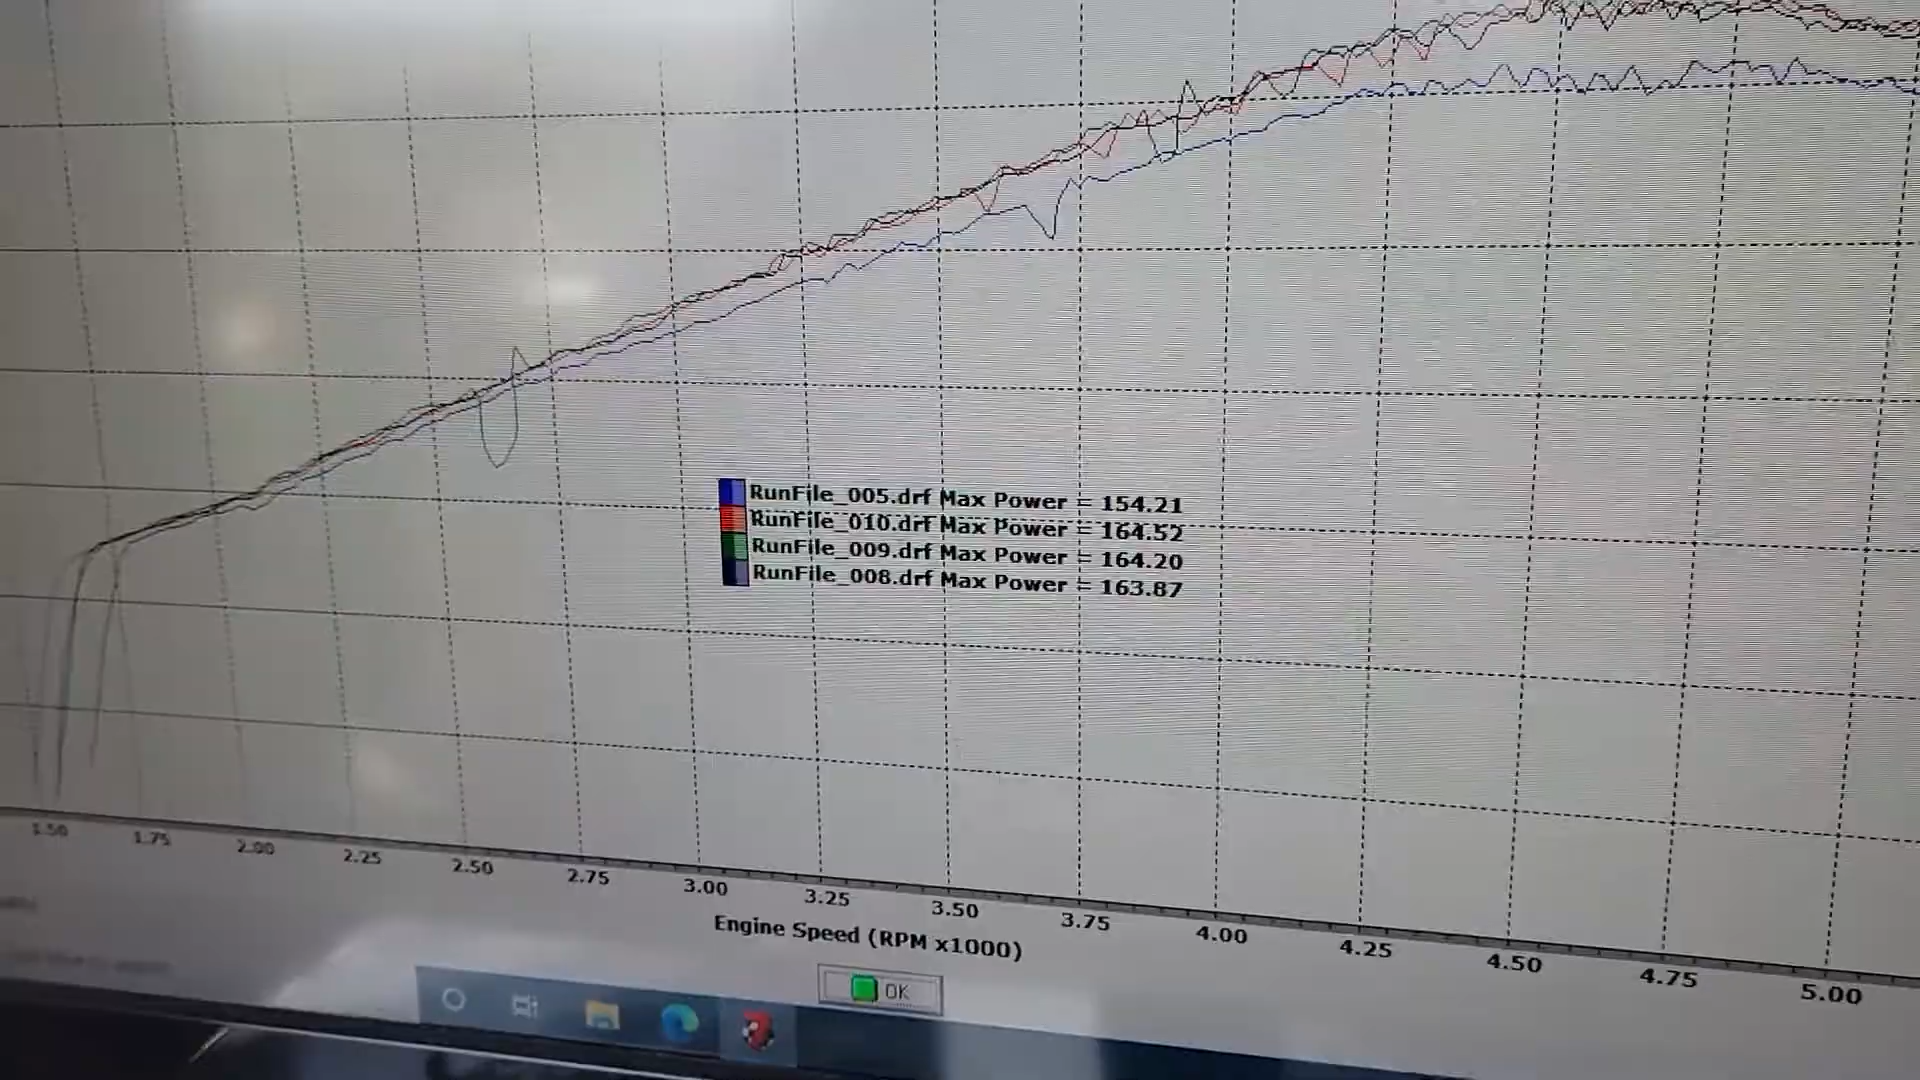 RunFile_005.drf Max Power = 154.21
RunFile_010.drf Max Power = 164.52
RunFile_009.drf Max Power = 164.20
RunFile_008.drf Max Power = 163.87
1.50 1.75 2.00 2.25 2.50 2.75 3.00 3.25 3.50 3.75 4.00 4.25 4.50 4.75 5.00
Engine Speed (RPM x1000)
OK